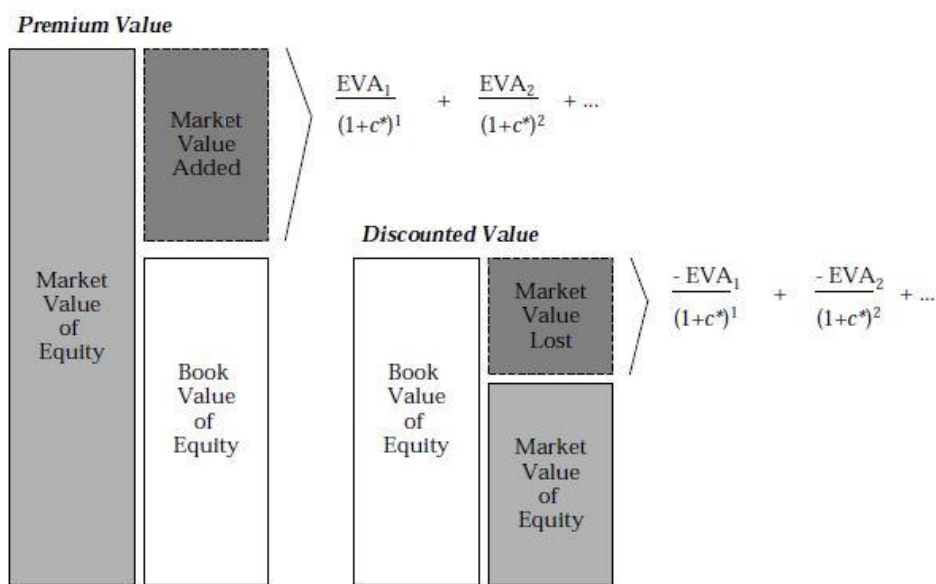 Premium Value
Market
Value
of
Equity
Market
Value
Added
Book
Value
of
Equity
EVA₁
(1+c*)¹
+
EVA₂
(1+c*)²
+ ...
Discounted Value
Book
Value
of
Equity
Market
Value
Lost
Market
Value
of
Equity
- EVA₁
(1+c*)¹
+
- EVA₂
(1+c*)²
+ ...